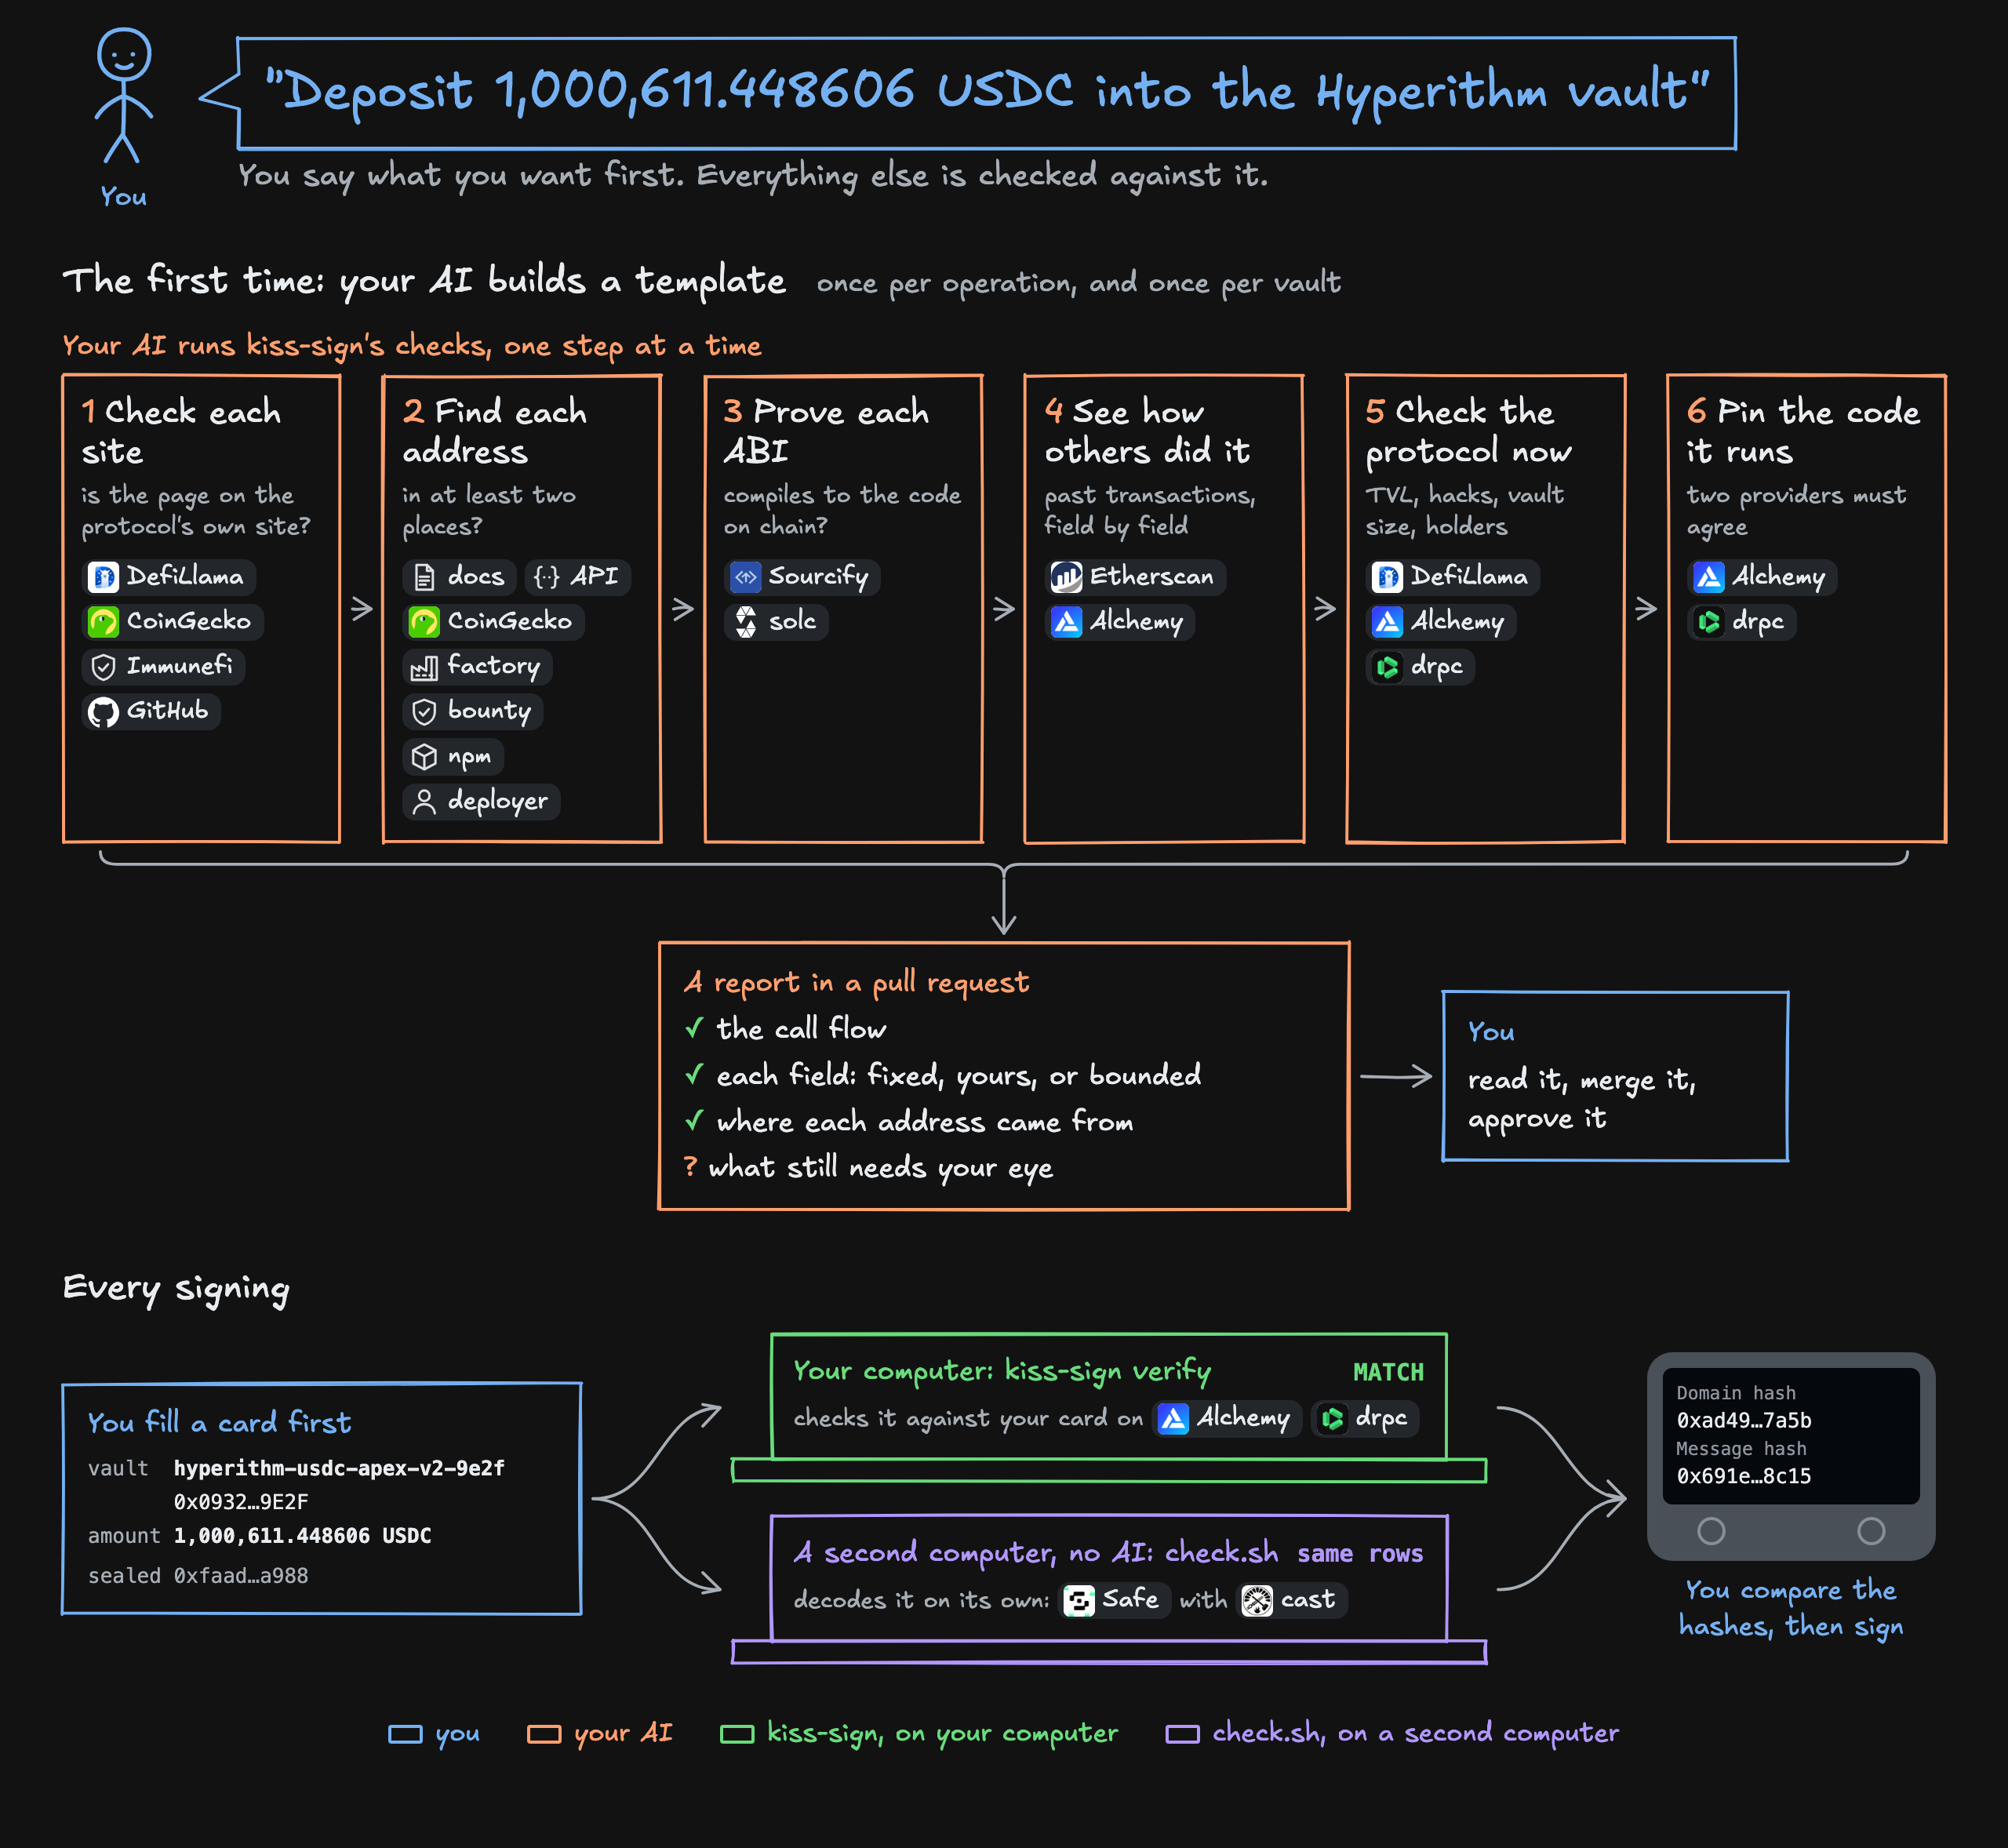 "Deposit 1,000,611.448606 USDC into the Hyperithm vault"
You
You say what you want first. Everything else is checked against it.
The first time: your AI builds a template once per operation, and once per vault
Your AI runs kiss-sign's checks, one step at a time
1 Check each
site
is the page on the
protocol's own site?
DefiLlama
CoinGecko
Immunefi
GitHub
2 Find each
address
in at least two
places?
docs {··} API
CoinGecko
factory
bounty
npm
deployer
3 Prove each
ABI
compiles to the code
on chain?
Sourcify
solc
4 See how
others did it
past transactions,
field by field
Etherscan
Alchemy
5 Check the
protocol now
TVL, hacks, vault
size, holders
DefiLlama
Alchemy
drpc
6 Pin the code
it runs
two providers must
agree
Alchemy
drpc
A report in a pull request
✓ the call flow
✓ each field: fixed, yours, or bounded
✓ where each address came from
? what still needs your eye
You
read it, merge it,
approve it
Every signing
You fill a card first
vault hyperithm-usdc-apex-v2-9e2f
0x0932…9E2F
amount 1,000,611.448606 USDC
sealed 0xfaad…a988
Your computer: kiss-sign verify MATCH
checks it against your card on Alchemy drpc
A second computer, no AI: check.sh same rows
decodes it on its own: Safe with cast
Domain hash
0xad49…7a5b
Message hash
0x691e…8c15
You compare the
hashes, then sign
you your AI kiss-sign, on your computer check.sh, on a second computer